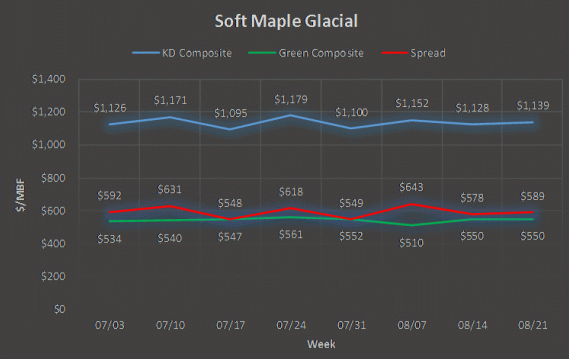 Soft Maple Glacial
KD Composite Green Composite Spread
$1,400
$1,200
$1,000
$800
$600
$400
$200
$0
$/MBF
$1,126 $1,171 $1,095 $1,179 $1,100 $1,152 $1,128 $1,139
$592 $631 $548 $618 $549 $643 $578 $589
$534 $540 $547 $561 $552 $510 $550 $550
07/03 07/10 07/17 07/24 07/31 08/07 08/14 08/21
Week